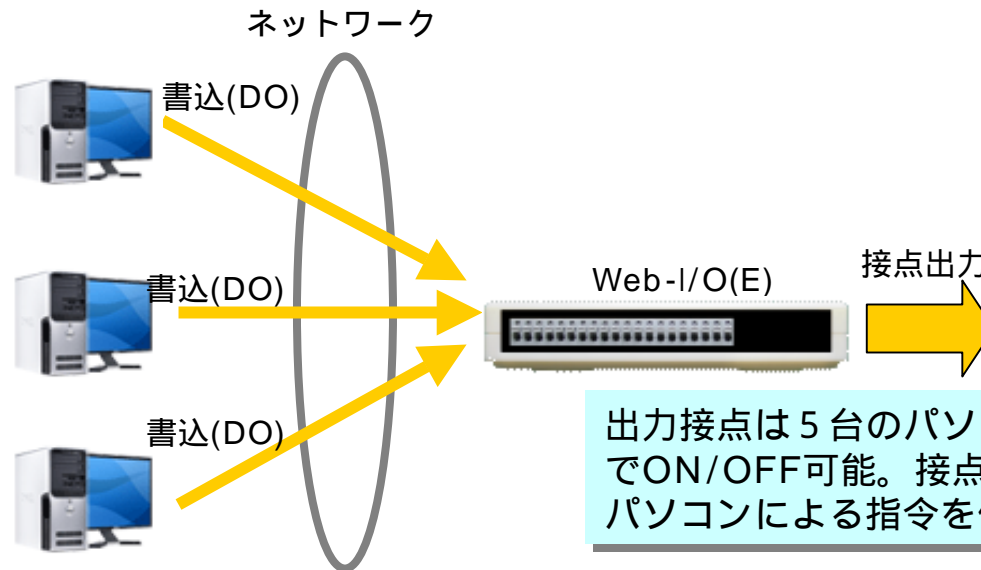 ネットワーク
書込(DO)
書込(DO)
書込(DO)
Web-I/O(E)
接点出力
出力接点は５台のパソ
でON/OFF可能。接点
パソコンによる指令を